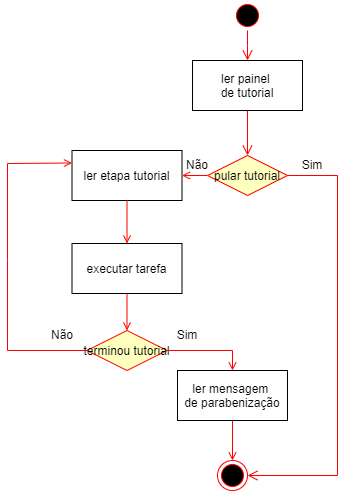 ler painel
de tutorial
Não
Sim
ler etapa tutorial
pular tutorial
executar tarefa
Não
Sim
terminou tutorial
ler mensagem
de parabenização